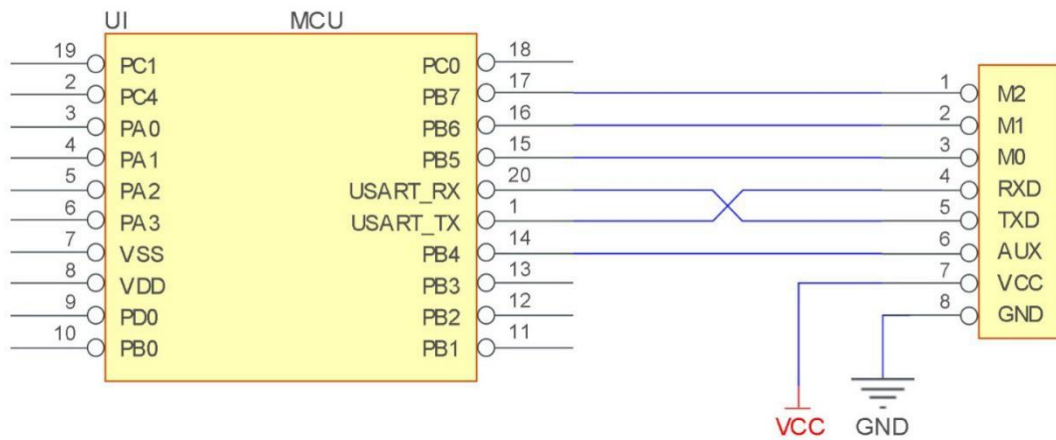 UI MCU
19 PC1 PC0 18
2 PC4 PB7 17 1 M2
3 PA0 PB6 16 2 M1
4 PA1 PB5 15 3 M0
5 PA2 USART_RX 20 4 RXD
6 PA3 USART_TX 1 5 TXD
7 VSS PB4 14 6 AUX
8 VDD PB3 13 7 VCC
9 PD0 PB2 12 8 GND
10 PB0 PB1 11
VCC GND